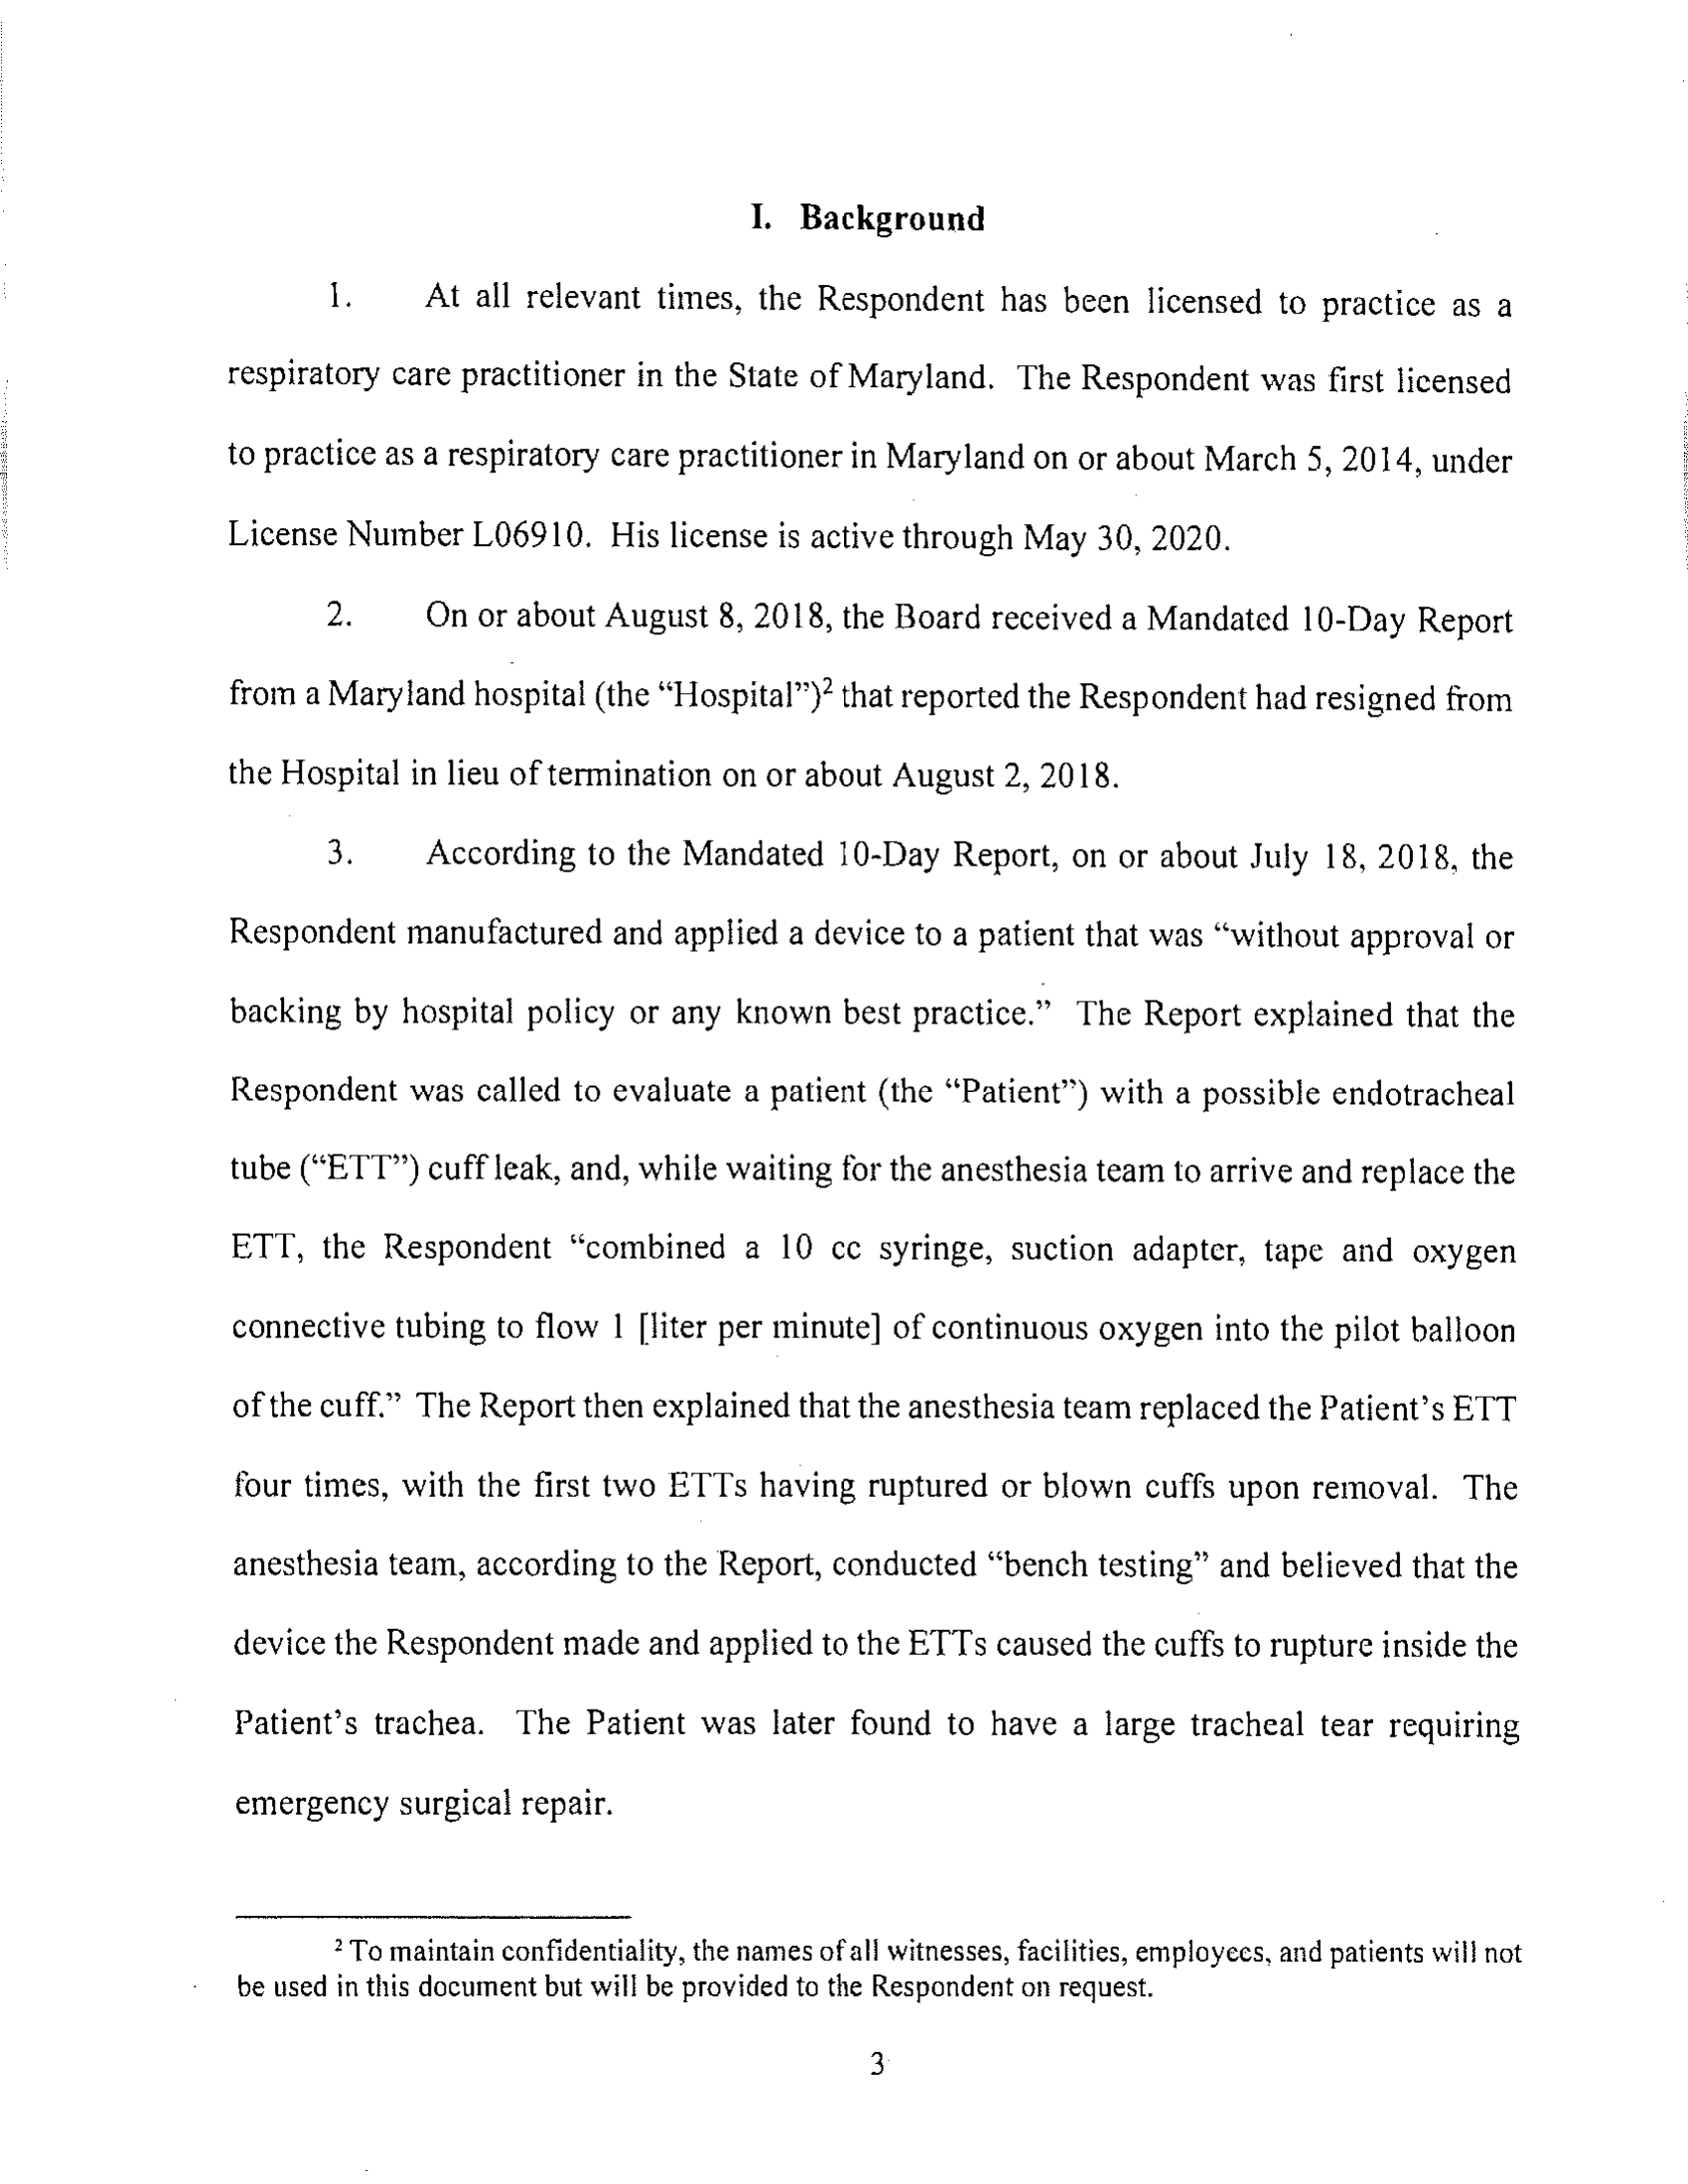 I. Background
1. At all relevant times, the Respondent has been licensed to practice as a
respiratory care practitioner in the State of Maryland. The Respondent was first licensed
to practice as a respiratory care practitioner in Maryland on or about March 5, 2014, under
License Number L06910. His license is active through May 30, 2020.
2. On or about August 8, 2018, the Board received a Mandated 10-Day Report
from a Maryland hospital (the “Hospital”)² that reported the Respondent had resigned from
the Hospital in lieu of termination on or about August 2, 2018.
3. According to the Mandated 10-Day Report, on or about July 18, 2018, the
Respondent manufactured and applied a device to a patient that was “without approval or
backing by hospital policy or any known best practice.” The Report explained that the
Respondent was called to evaluate a patient (the “Patient”) with a possible endotracheal
tube (“ETT”) cuff leak, and, while waiting for the anesthesia team to arrive and replace the
ETT, the Respondent “combined a 10 cc syringe, suction adapter, tape and oxygen
connective tubing to flow 1 [liter per minute] of continuous oxygen into the pilot balloon
of the cuff.” The Report then explained that the anesthesia team replaced the Patient’s ETT
four times, with the first two ETTs having ruptured or blown cuffs upon removal. The
anesthesia team, according to the Report, conducted “bench testing” and believed that the
device the Respondent made and applied to the ETTs caused the cuffs to rupture inside the
Patient’s trachea. The Patient was later found to have a large tracheal tear requiring
emergency surgical repair.
² To maintain confidentiality, the names of all witnesses, facilities, employees, and patients will not
be used in this document but will be provided to the Respondent on request.
3